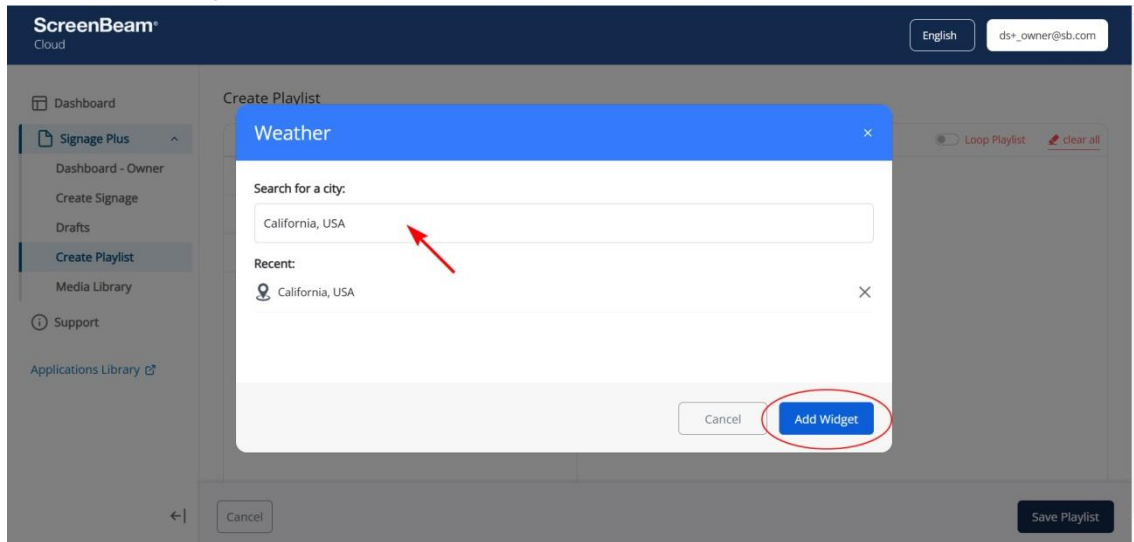 ScreenBeam®
Cloud
English
ds+_owner@sb.com
Dashboard
Signage Plus
Dashboard - Owner
Create Signage
Drafts
Create Playlist
Media Library
Support
Applications Library
Create Playlist
Loop Playlist
clear all
Weather
Search for a city:
California, USA
Recent:
California, USA
Cancel
Add Widget
Cancel
Save Playlist